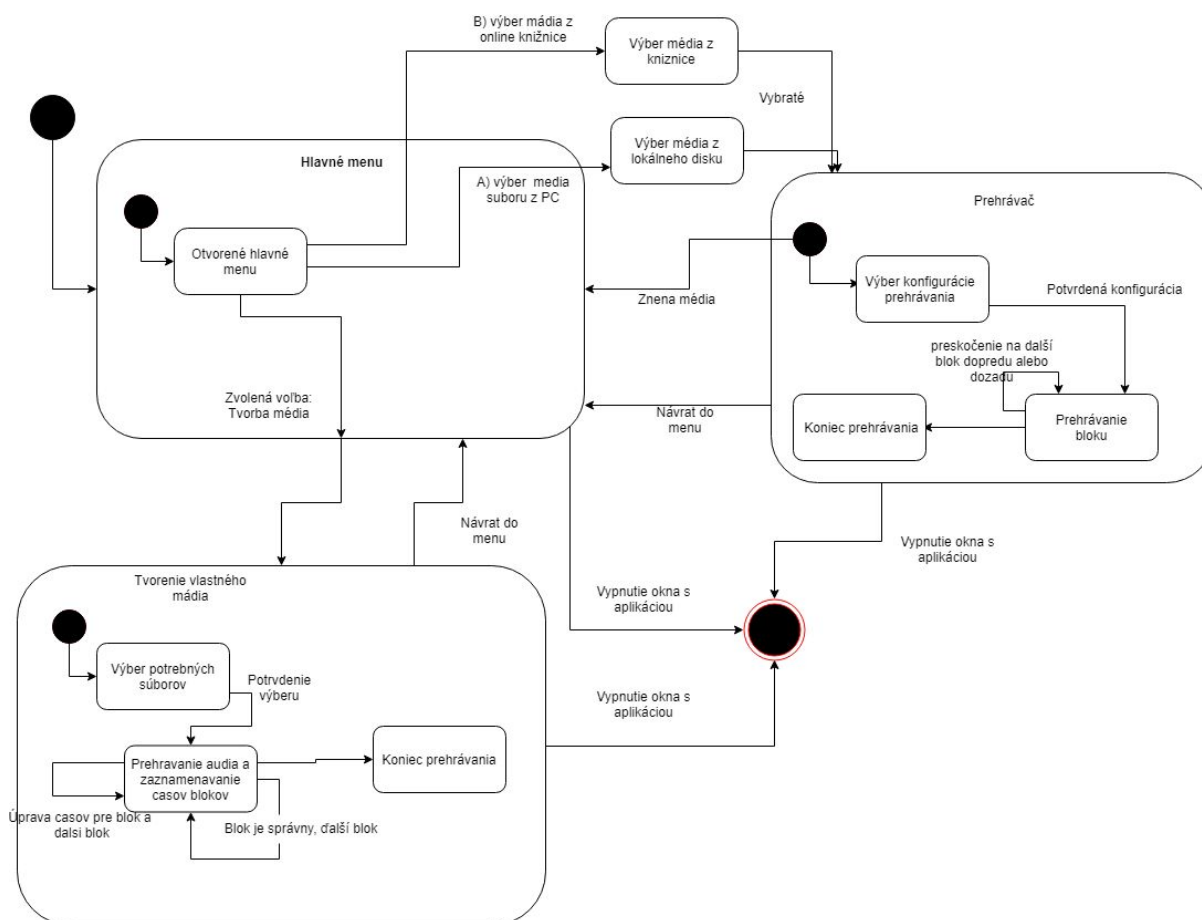 B) výber mádia z
online knižnice
Výber média z
kniznice
Vybraté
Výber média z
lokálneho disku
Hlavné menu
A) výber media
suboru z PC
Otvorené hlavné
menu
Prehrávač
Výber konfigurácie
prehrávania
Znena média
Potvrdená konfigurácia
preskočenie na další
blok dopredu alebo
dozadu
Zvolená voľba:
Tvorba média
Návrat do
menu
Koniec prehrávania
Prehrávanie
bloku
Návrat do
menu
Vypnutie okna s
aplikáciou
Tvorenie vlastného
mádia
Vypnutie okna s
aplikáciou
Výber potrebných
súborov
Potrvdenie
výberu
Vypnutie okna s
aplikáciou
Prehravanie audia a
zaznamenavanie
casov blokov
Koniec prehrávania
Úprava casov pre blok a
dalsi blok
Blok je správny, ďalší blok